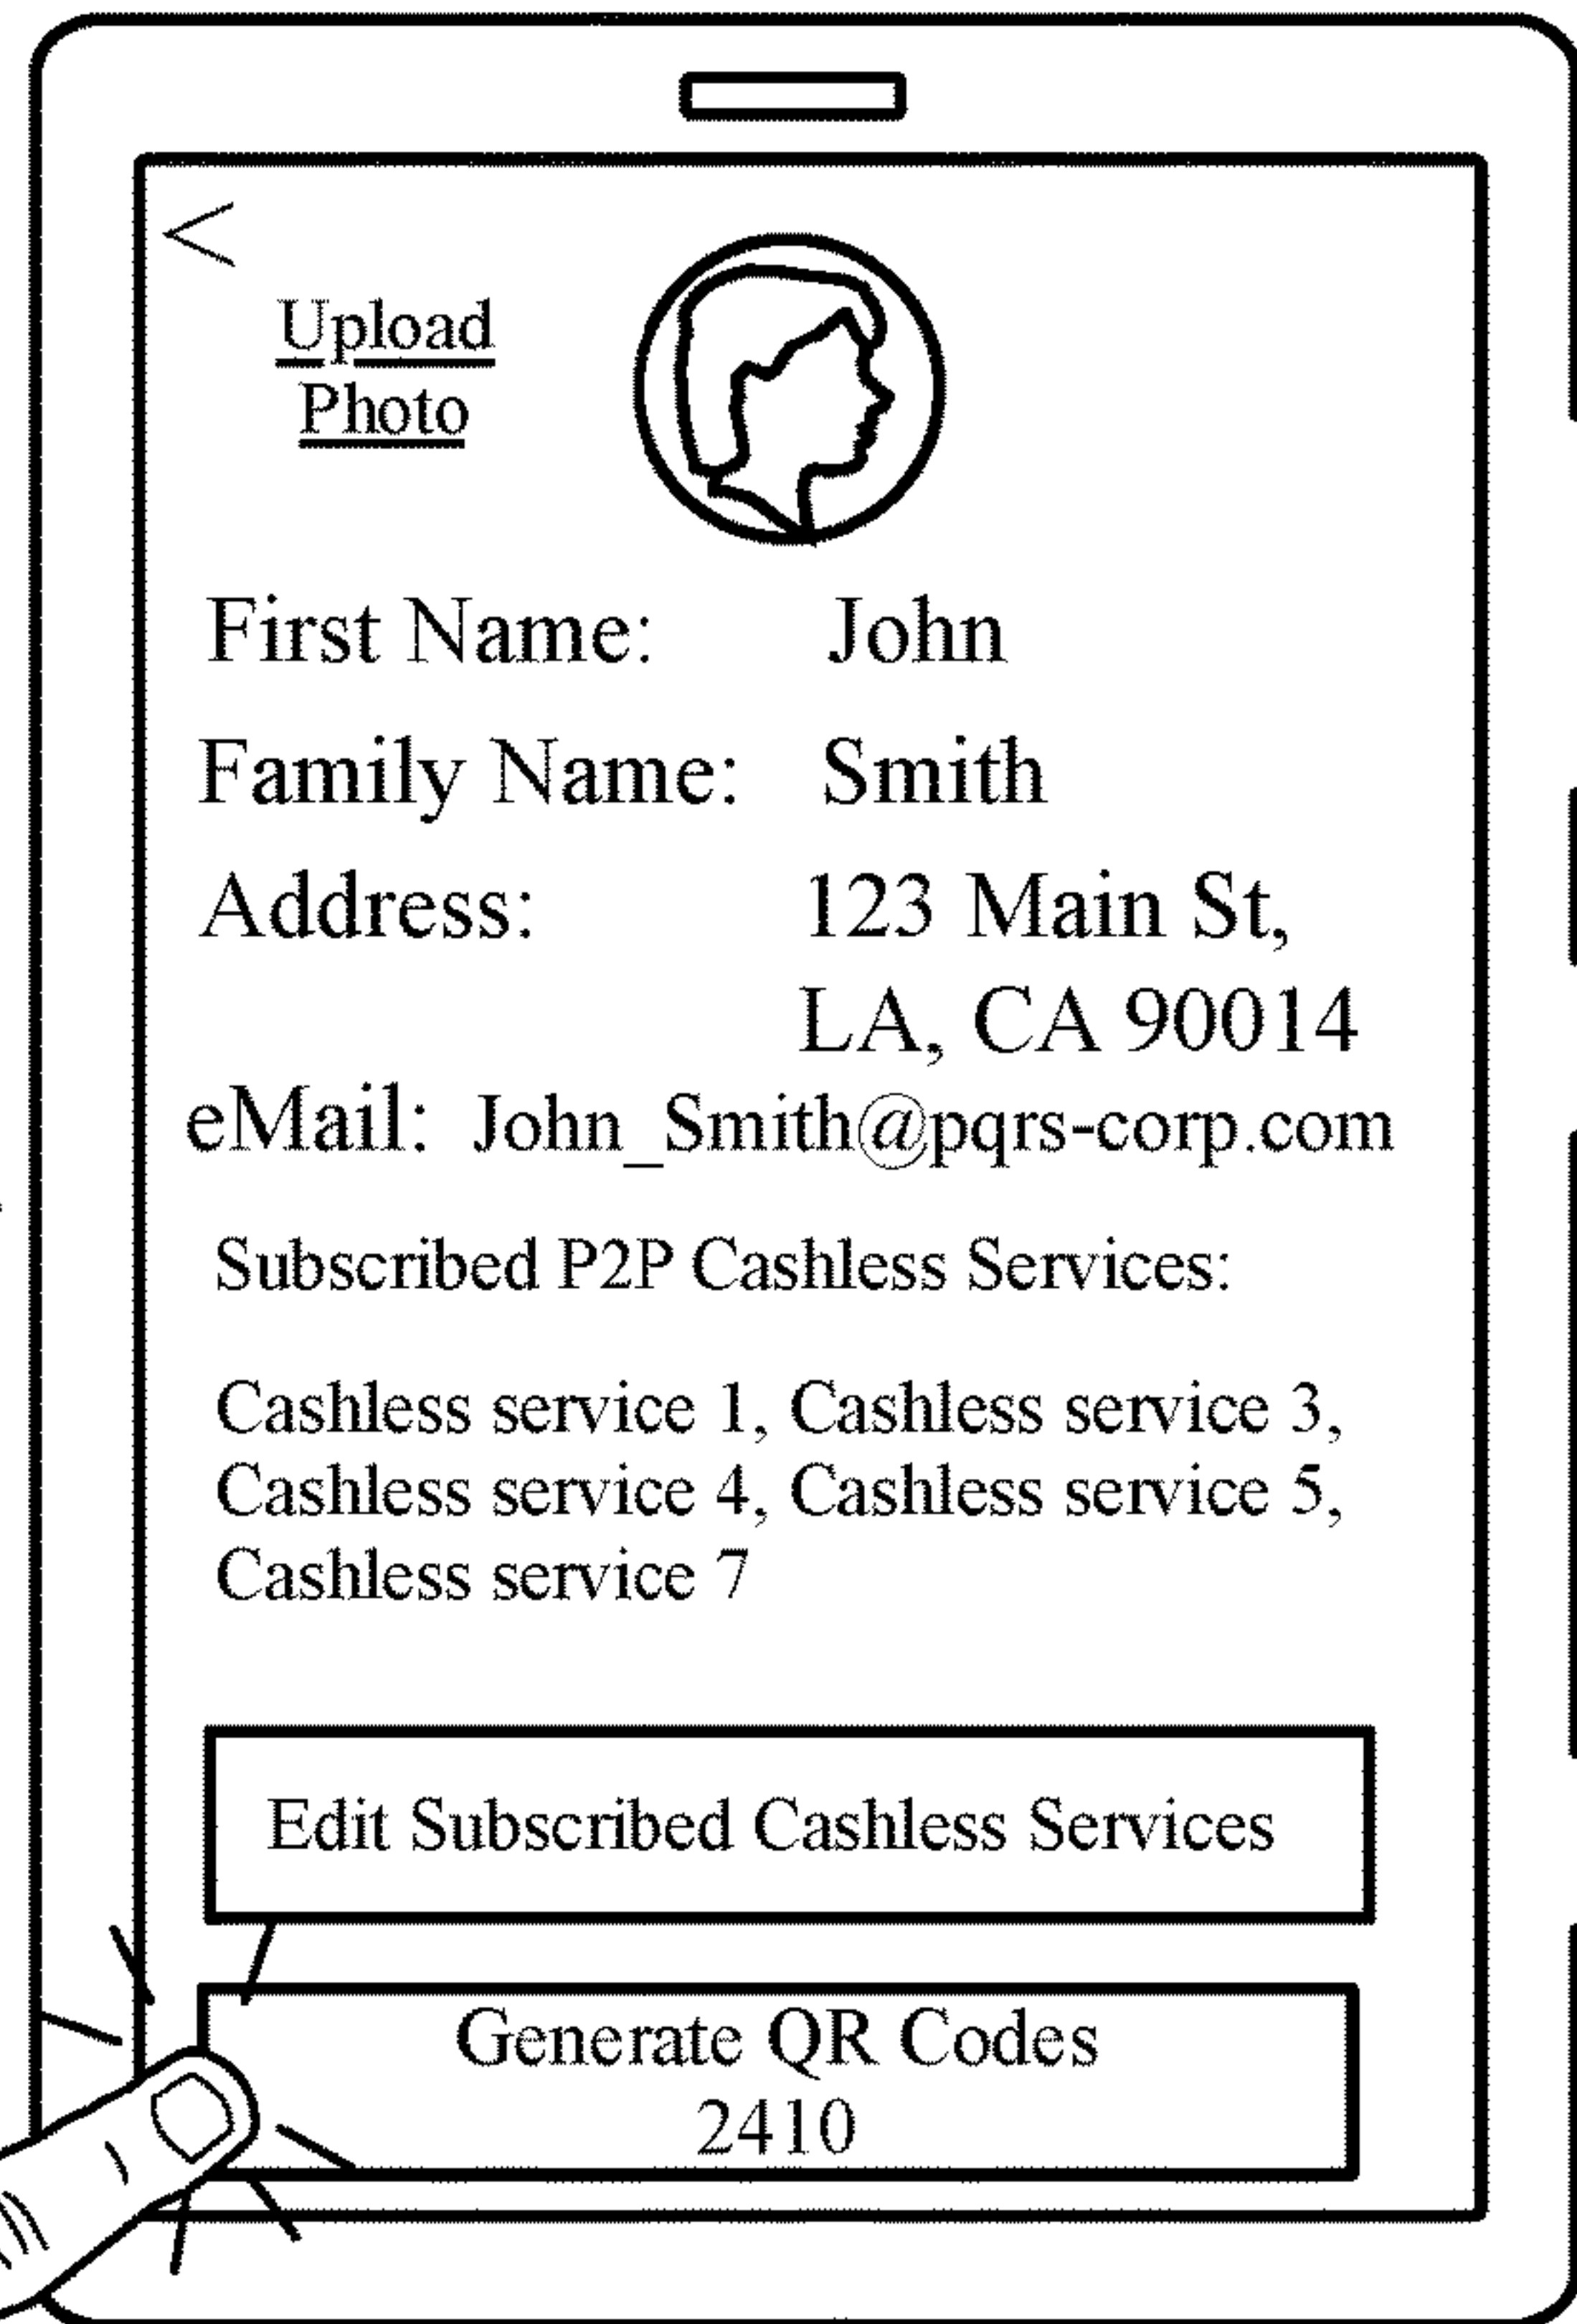 <
Upload
Photo
First Name: John
Family Name: Smith
Address: 123 Main St,
LA, CA 90014
eMail: John_Smith@pqrs-corp.com
Subscribed P2P Cashless Services:
Cashless service 1, Cashless service 3,
Cashless service 4, Cashless service 5,
Cashless service 7
Edit Subscribed Cashless Services
Generate QR Codes
2410